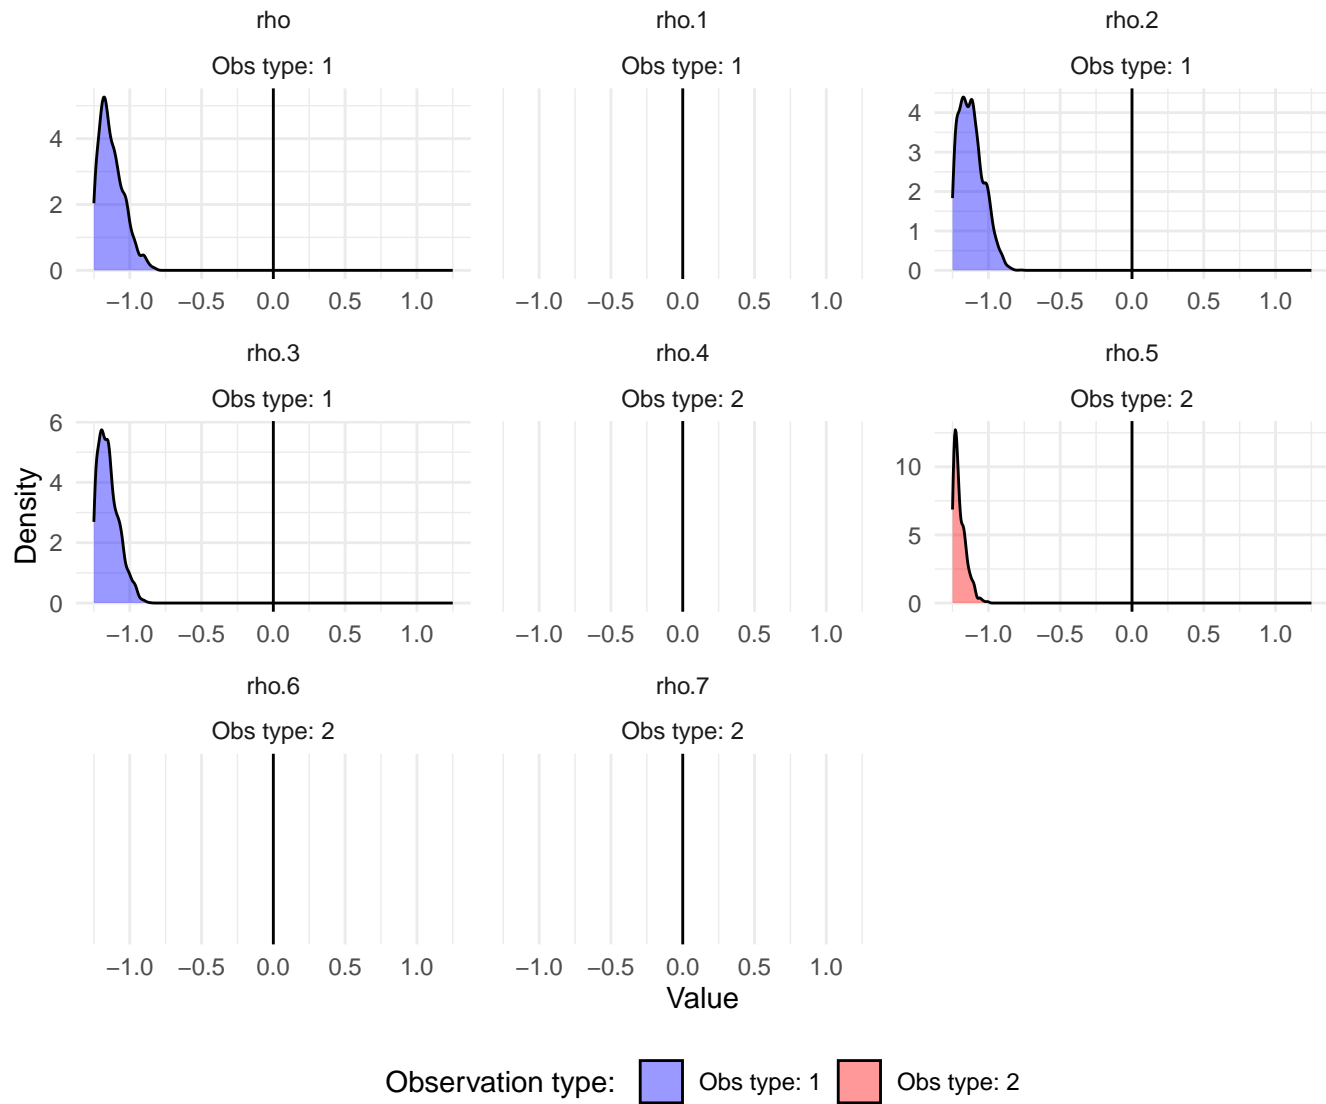 rho rho.1 rho.2
Obs type: 1 Obs type: 1 Obs type: 1
4 2 0
4 3 2 1 0
−1.0 −0.5 0.0 0.5 1.0 −1.0 −0.5 0.0 0.5 1.0 −1.0 −0.5 0.0 0.5 1.0
rho.3 rho.4 rho.5
Obs type: 1 Obs type: 2 Obs type: 2
6 4 2 0
10 5 0
−1.0 −0.5 0.0 0.5 1.0 −1.0 −0.5 0.0 0.5 1.0 −1.0 −0.5 0.0 0.5 1.0
Density
rho.6 rho.7
Obs type: 2 Obs type: 2
−1.0 −0.5 0.0 0.5 1.0 −1.0 −0.5 0.0 0.5 1.0
Value
Observation type: Obs type: 1 Obs type: 2